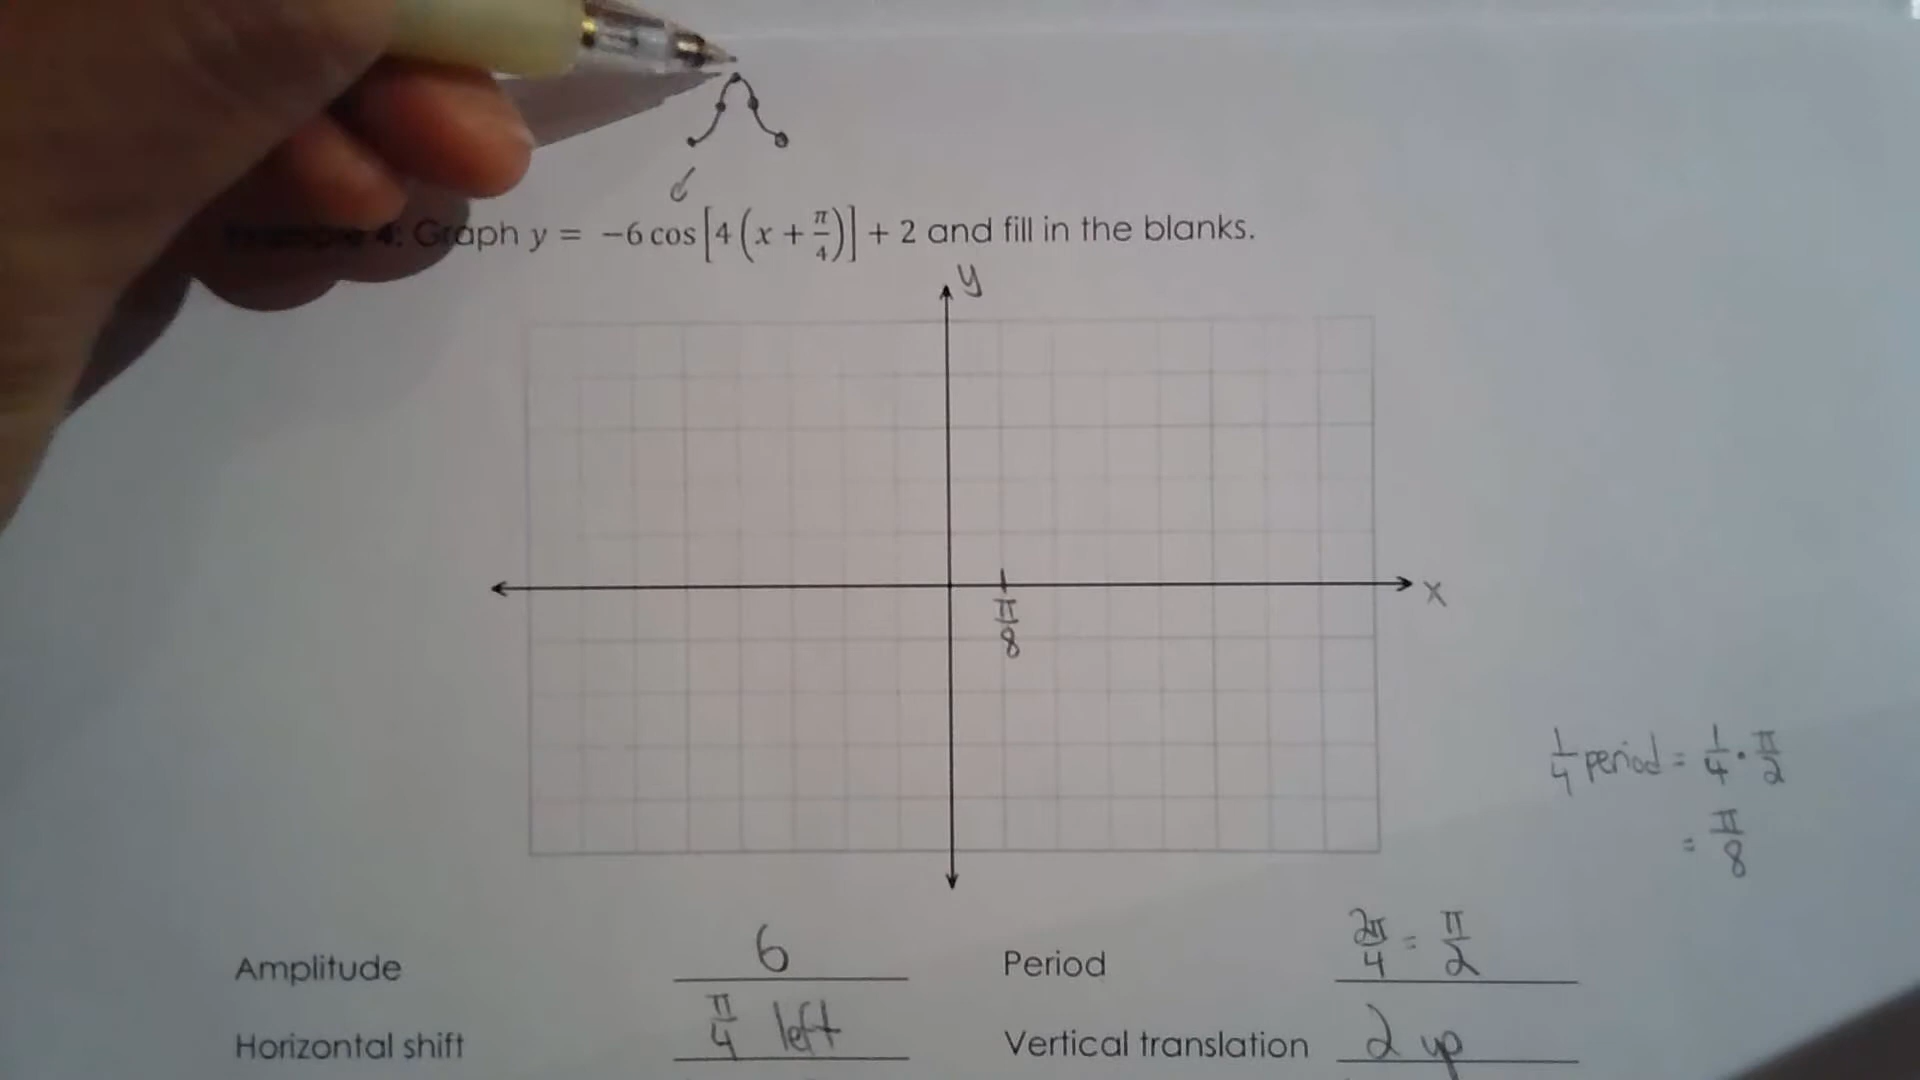 4: Graph y = −6 cos[4(x + π/4)] + 2 and fill in the blanks.
y
x
π/8
1/4 period = 1/4 · π/2
= π/8
Amplitude 6 Period 2π/4 = π/2
Horizontal shift π/4 left Vertical translation 2 up